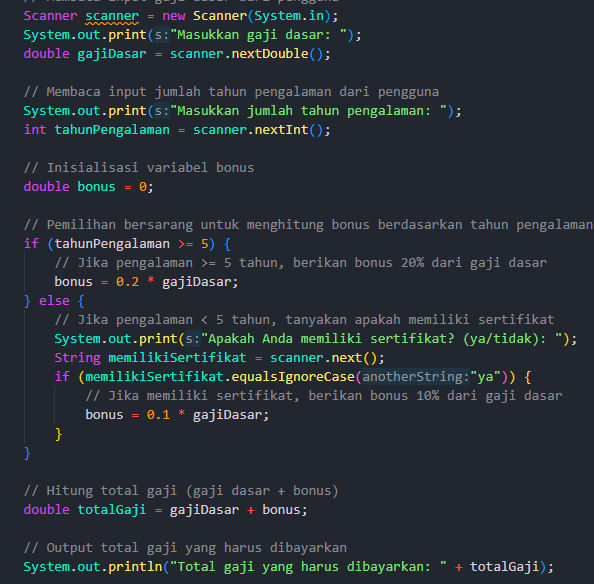 // Membaca input gaji dasar dari pengguna
Scanner scanner = new Scanner(System.in);
System.out.print(s:"Masukkan gaji dasar: ");
double gajiDasar = scanner.nextDouble();
// Membaca input jumlah tahun pengalaman dari pengguna
System.out.print(s:"Masukkan jumlah tahun pengalaman: ");
int tahunPengalaman = scanner.nextInt();
// Inisialisasi variabel bonus
double bonus = 0;
// Pemilihan bersarang untuk menghitung bonus berdasarkan tahun pengalaman
if (tahunPengalaman >= 5) {
// Jika pengalaman >= 5 tahun, berikan bonus 20% dari gaji dasar
bonus = 0.2 * gajiDasar;
} else {
// Jika pengalaman < 5 tahun, tanyakan apakah memiliki sertifikat
System.out.print(s:"Apakah Anda memiliki sertifikat? (ya/tidak): ");
String memilikiSertifikat = scanner.next();
if (memilikiSertifikat.equalsIgnoreCase(anotherString:"ya")) {
// Jika memiliki sertifikat, berikan bonus 10% dari gaji dasar
bonus = 0.1 * gajiDasar;
}
}
// Hitung total gaji (gaji dasar + bonus)
double totalGaji = gajiDasar + bonus;
// Output total gaji yang harus dibayarkan
System.out.println("Total gaji yang harus dibayarkan: " + totalGaji);